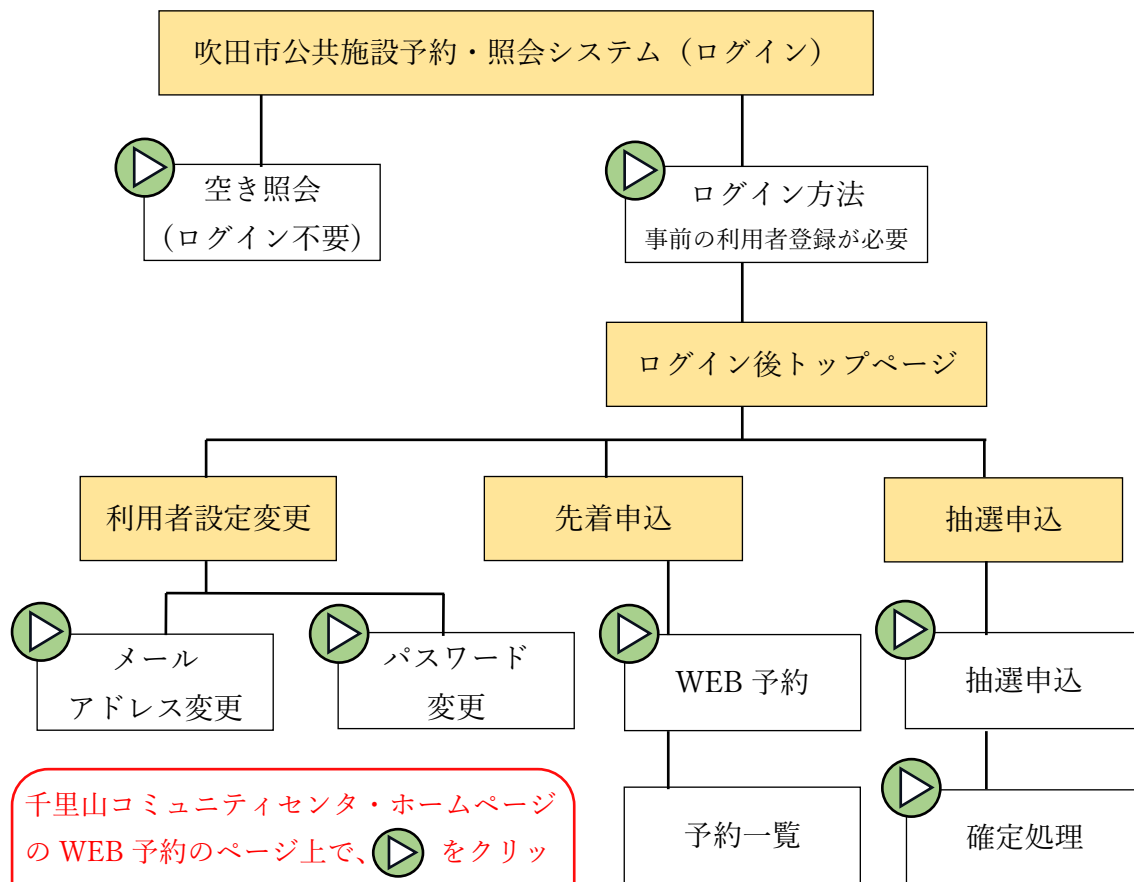 吹田市公共施設予約・照会システム（ログイン）
空き照会
（ログイン不要）
ログイン方法
事前の利用者登録が必要
ログイン後トップページ
利用者設定変更
先着申込
抽選申込
メール
アドレス変更
パスワード
変更
WEB 予約
抽選申込
千里山コミュニティセンタ・ホームページ
の WEB 予約のページ上で、 をクリッ
予約一覧
確定処理